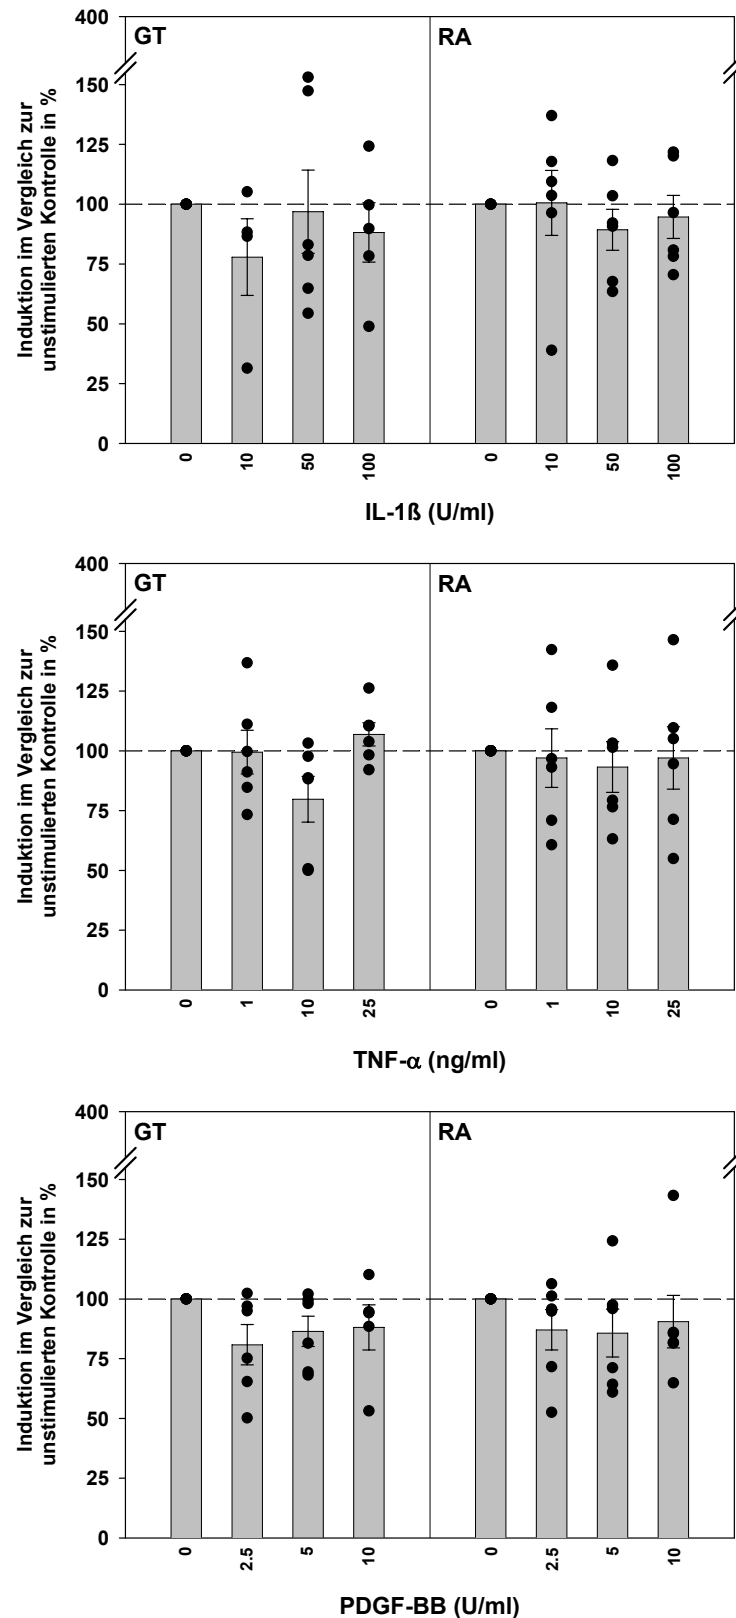 400
GT
RA
150
125
100
75
50
25
0
Induktion im Vergleich zur
unstimulierten Kontrolle in %
0 10 50 100 0 10 50 100
IL-1ß (U/ml)
400
GT
RA
150
125
100
75
50
25
0
Induktion im Vergleich zur
unstimulierten Kontrolle in %
0 1 10 25 0 1 10 25
TNF-α (ng/ml)
400
GT
RA
150
125
100
75
50
25
0
Induktion im Vergleich zur
unstimulierten Kontrolle in %
0 2.5 5 10 0 2.5 5 10
PDGF-BB (U/ml)